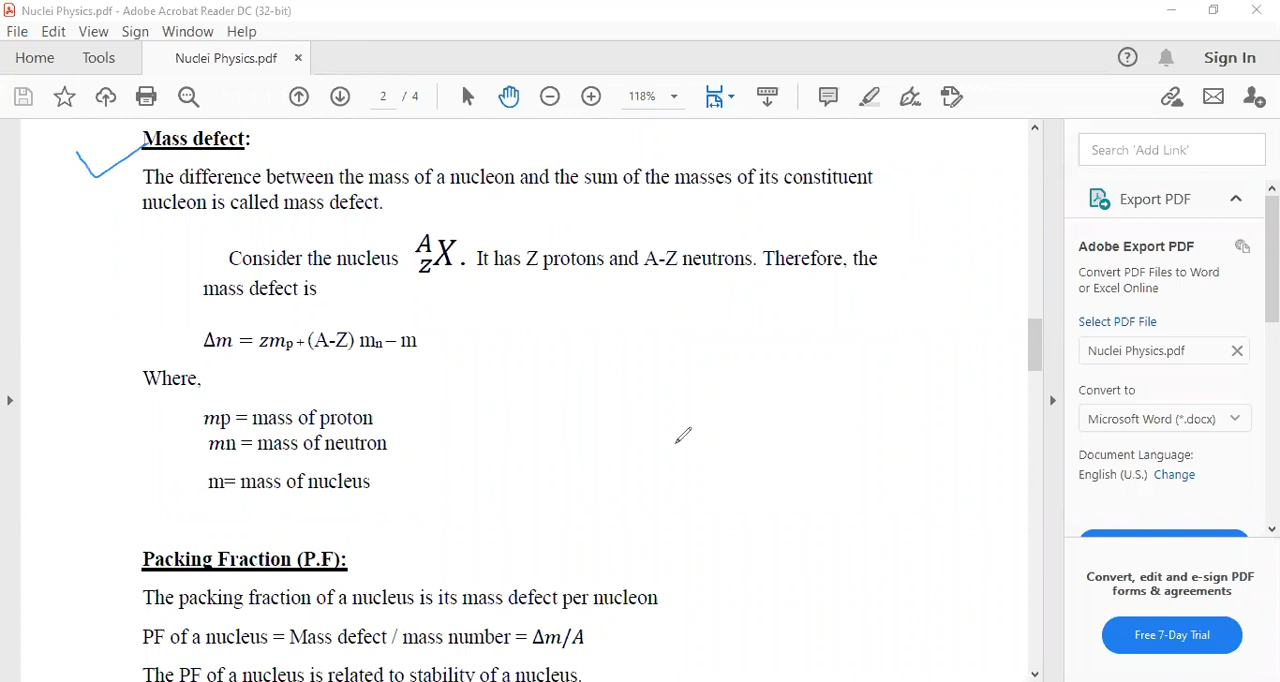 Nuclei Physics.pdf - Adobe Acrobat Reader DC (32-bit)
File Edit View Sign Window Help
Home Tools Nuclei Physics.pdf × Sign In
2 / 4 118%
Mass defect:
The difference between the mass of a nucleon and the sum of the masses of its constituent
nucleon is called mass defect.
Consider the nucleus ᴬ𝓏X . It has Z protons and A-Z neutrons. Therefore, the
mass defect is
Δm = zmₚ + (A-Z) mₙ – m
Where,
mp = mass of proton
mn = mass of neutron
m= mass of nucleus
Packing Fraction (P.F):
The packing fraction of a nucleus is its mass defect per nucleon
PF of a nucleus = Mass defect / mass number = Δm/A
The PF of a nucleus is related to stability of a nucleus.
Search 'Add Link'
Export PDF
Adobe Export PDF
Convert PDF Files to Word
or Excel Online
Select PDF File
Nuclei Physics.pdf
Convert to
Microsoft Word (*.docx)
Document Language:
English (U.S.) Change
Convert, edit and e-sign PDF
forms & agreements
Free 7-Day Trial